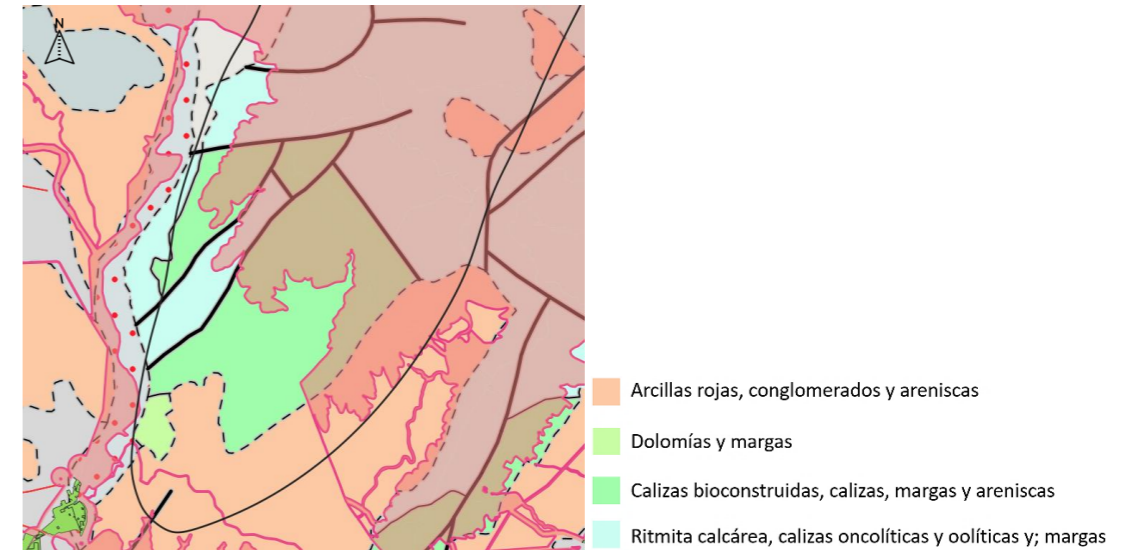 N
Arcillas rojas, conglomerados y areniscas
Dolomías y margas
Calizas bioconstruidas, calizas, margas y areniscas
Ritmita calcárea, calizas oncolíticas y oolíticas y; margas